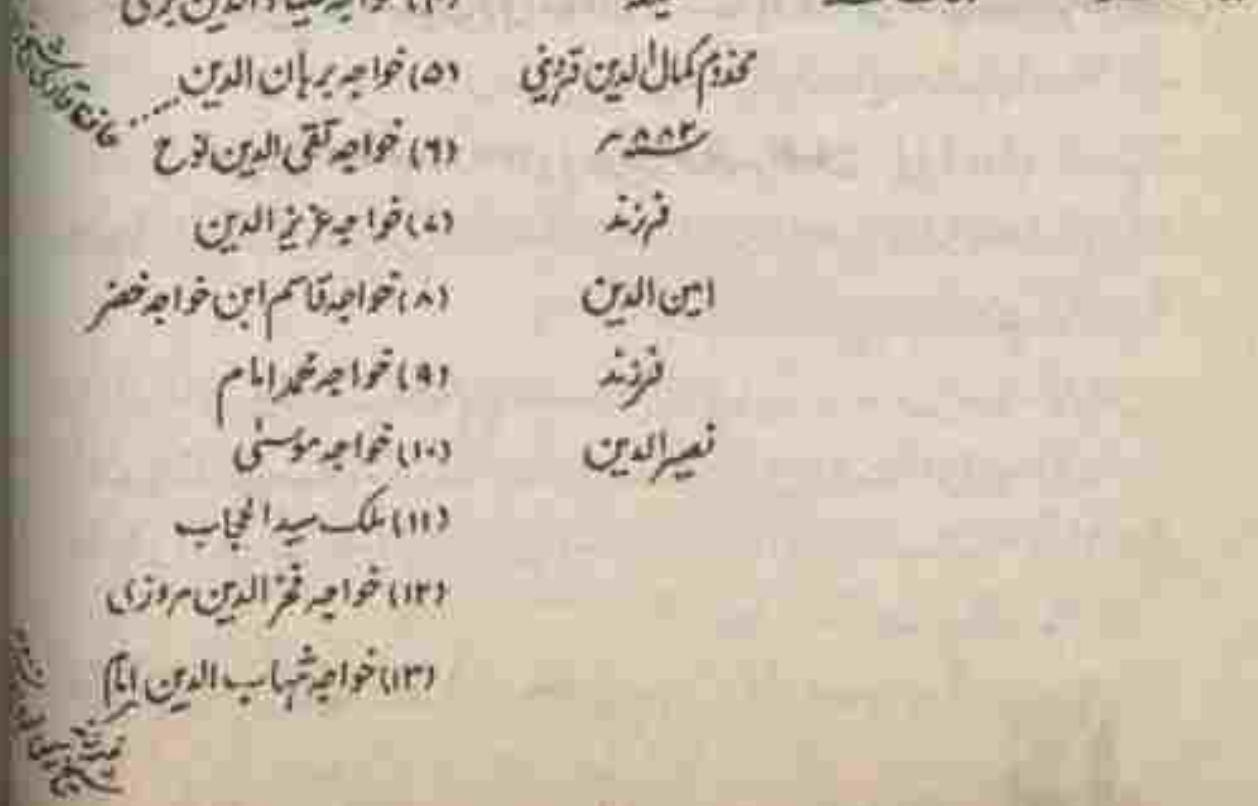 (۵) خواجہ برہان الدین
(۶) خواجہ تقی الدین نوح
(۷) خواجہ عزیز الدین
(۸) خواجہ قاسم ابن خواجہ خضر
(۹) خواجہ محمد امام
(۱۰) خواجہ موسیٰ
(۱۱) ملک سید الحجاب
(۱۲) خواجہ فخر الدین مروزی
(۱۳) خواجہ شہاب الدین امام
مخدوم کمال الدین قزینی
۸۸۲
فرزند
امین الدین
فرزند
نصیر الدین